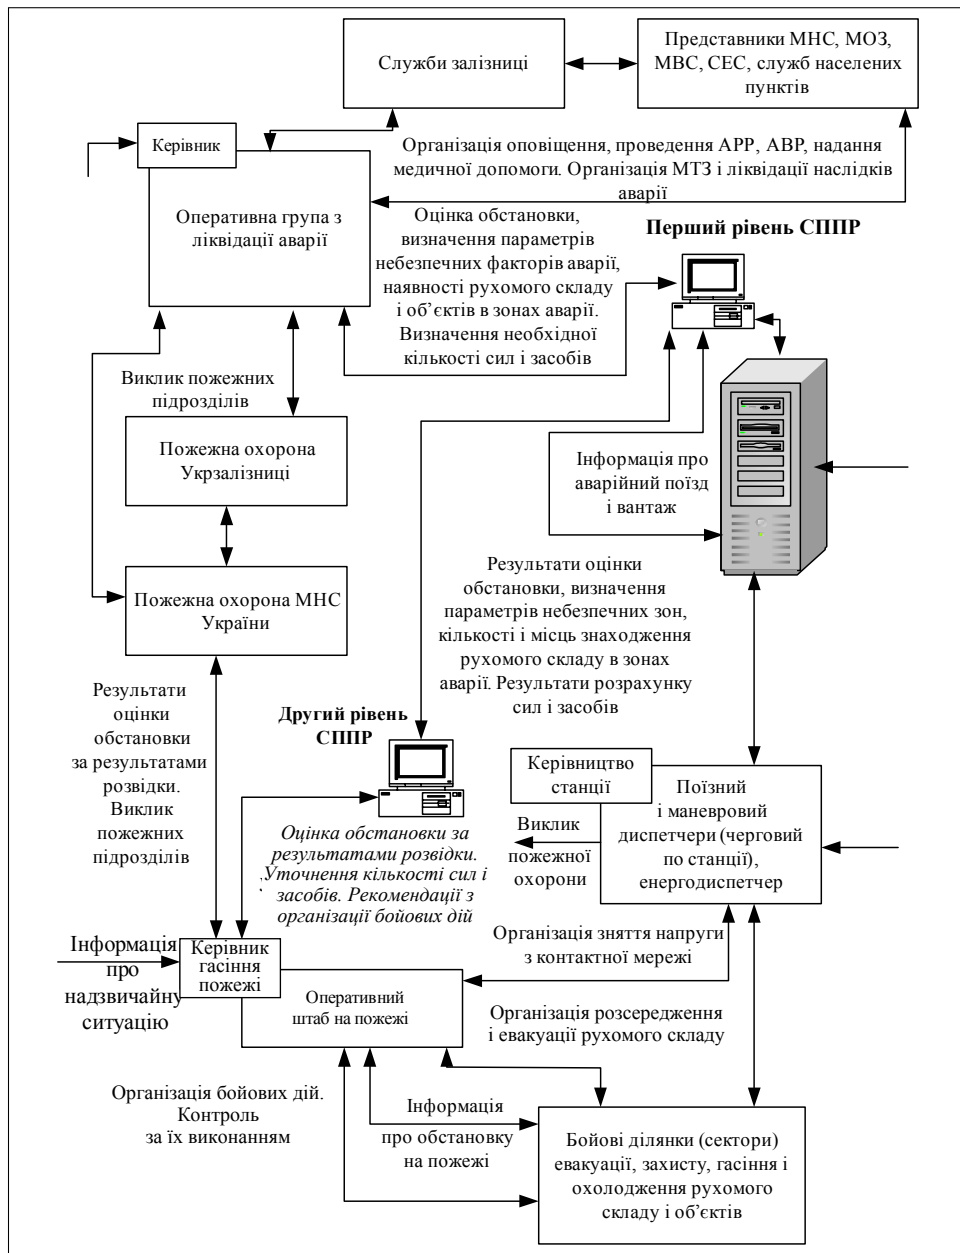 Служби залізниці
Представники МНС, МОЗ,
МВС, СЕС, служб населених
пунктів
Керівник
Організація оповіщення, проведення АРР, АВР, надання
медичної допомоги. Організація МТЗ і ліквідації наслідків
аварії
Оперативна група з
ліквідації аварії
Оцінка обстановки,
визначення параметрів
небезпечних факторів аварії,
наявності рухомого складу
і об’єктів в зонах аварії.
Визначення необхідної
кількості сил і засобів
Перший рівень СППР
Виклик пожежних
підрозділів
Пожежна охорона
Укрзалізниці
Інформація про
аварійний поїзд
і вантаж
Пожежна охорона МНС
України
Результати оцінки
обстановки, визначення
параметрів небезпечних зон,
кількості і місць знаходження
рухомого складу в зонах
аварії. Результати розрахунку
сил і засобів
Результати
оцінки
обстановки
за результатами
розвідки.
Виклик
пожежних
підрозділів
Другий рівень
СППР
Керівництво
станції
Поїзний
і маневровий
диспетчери (черговий
по станції),
енергодиспетчер
Виклик
пожежної
охорони
Оцінка обстановки за
результатами розвідки.
Уточнення кількості сил і
засобів. Рекомендації з
організації бойових дій
Інформація
про
надзвичайну
ситуацію
Керівник
гасіння
пожежі
Організація зняття напруги
з контактної мережі
Оперативний
штаб на пожежі
Організація розсередження
і евакуації рухомого складу
Організація бойових дій.
Контроль
за їх виконанням
Інформація
про обстановку
на пожежі
Бойові ділянки (сектори)
евакуації, захисту, гасіння і
охолодження рухомого
складу і об’єктів